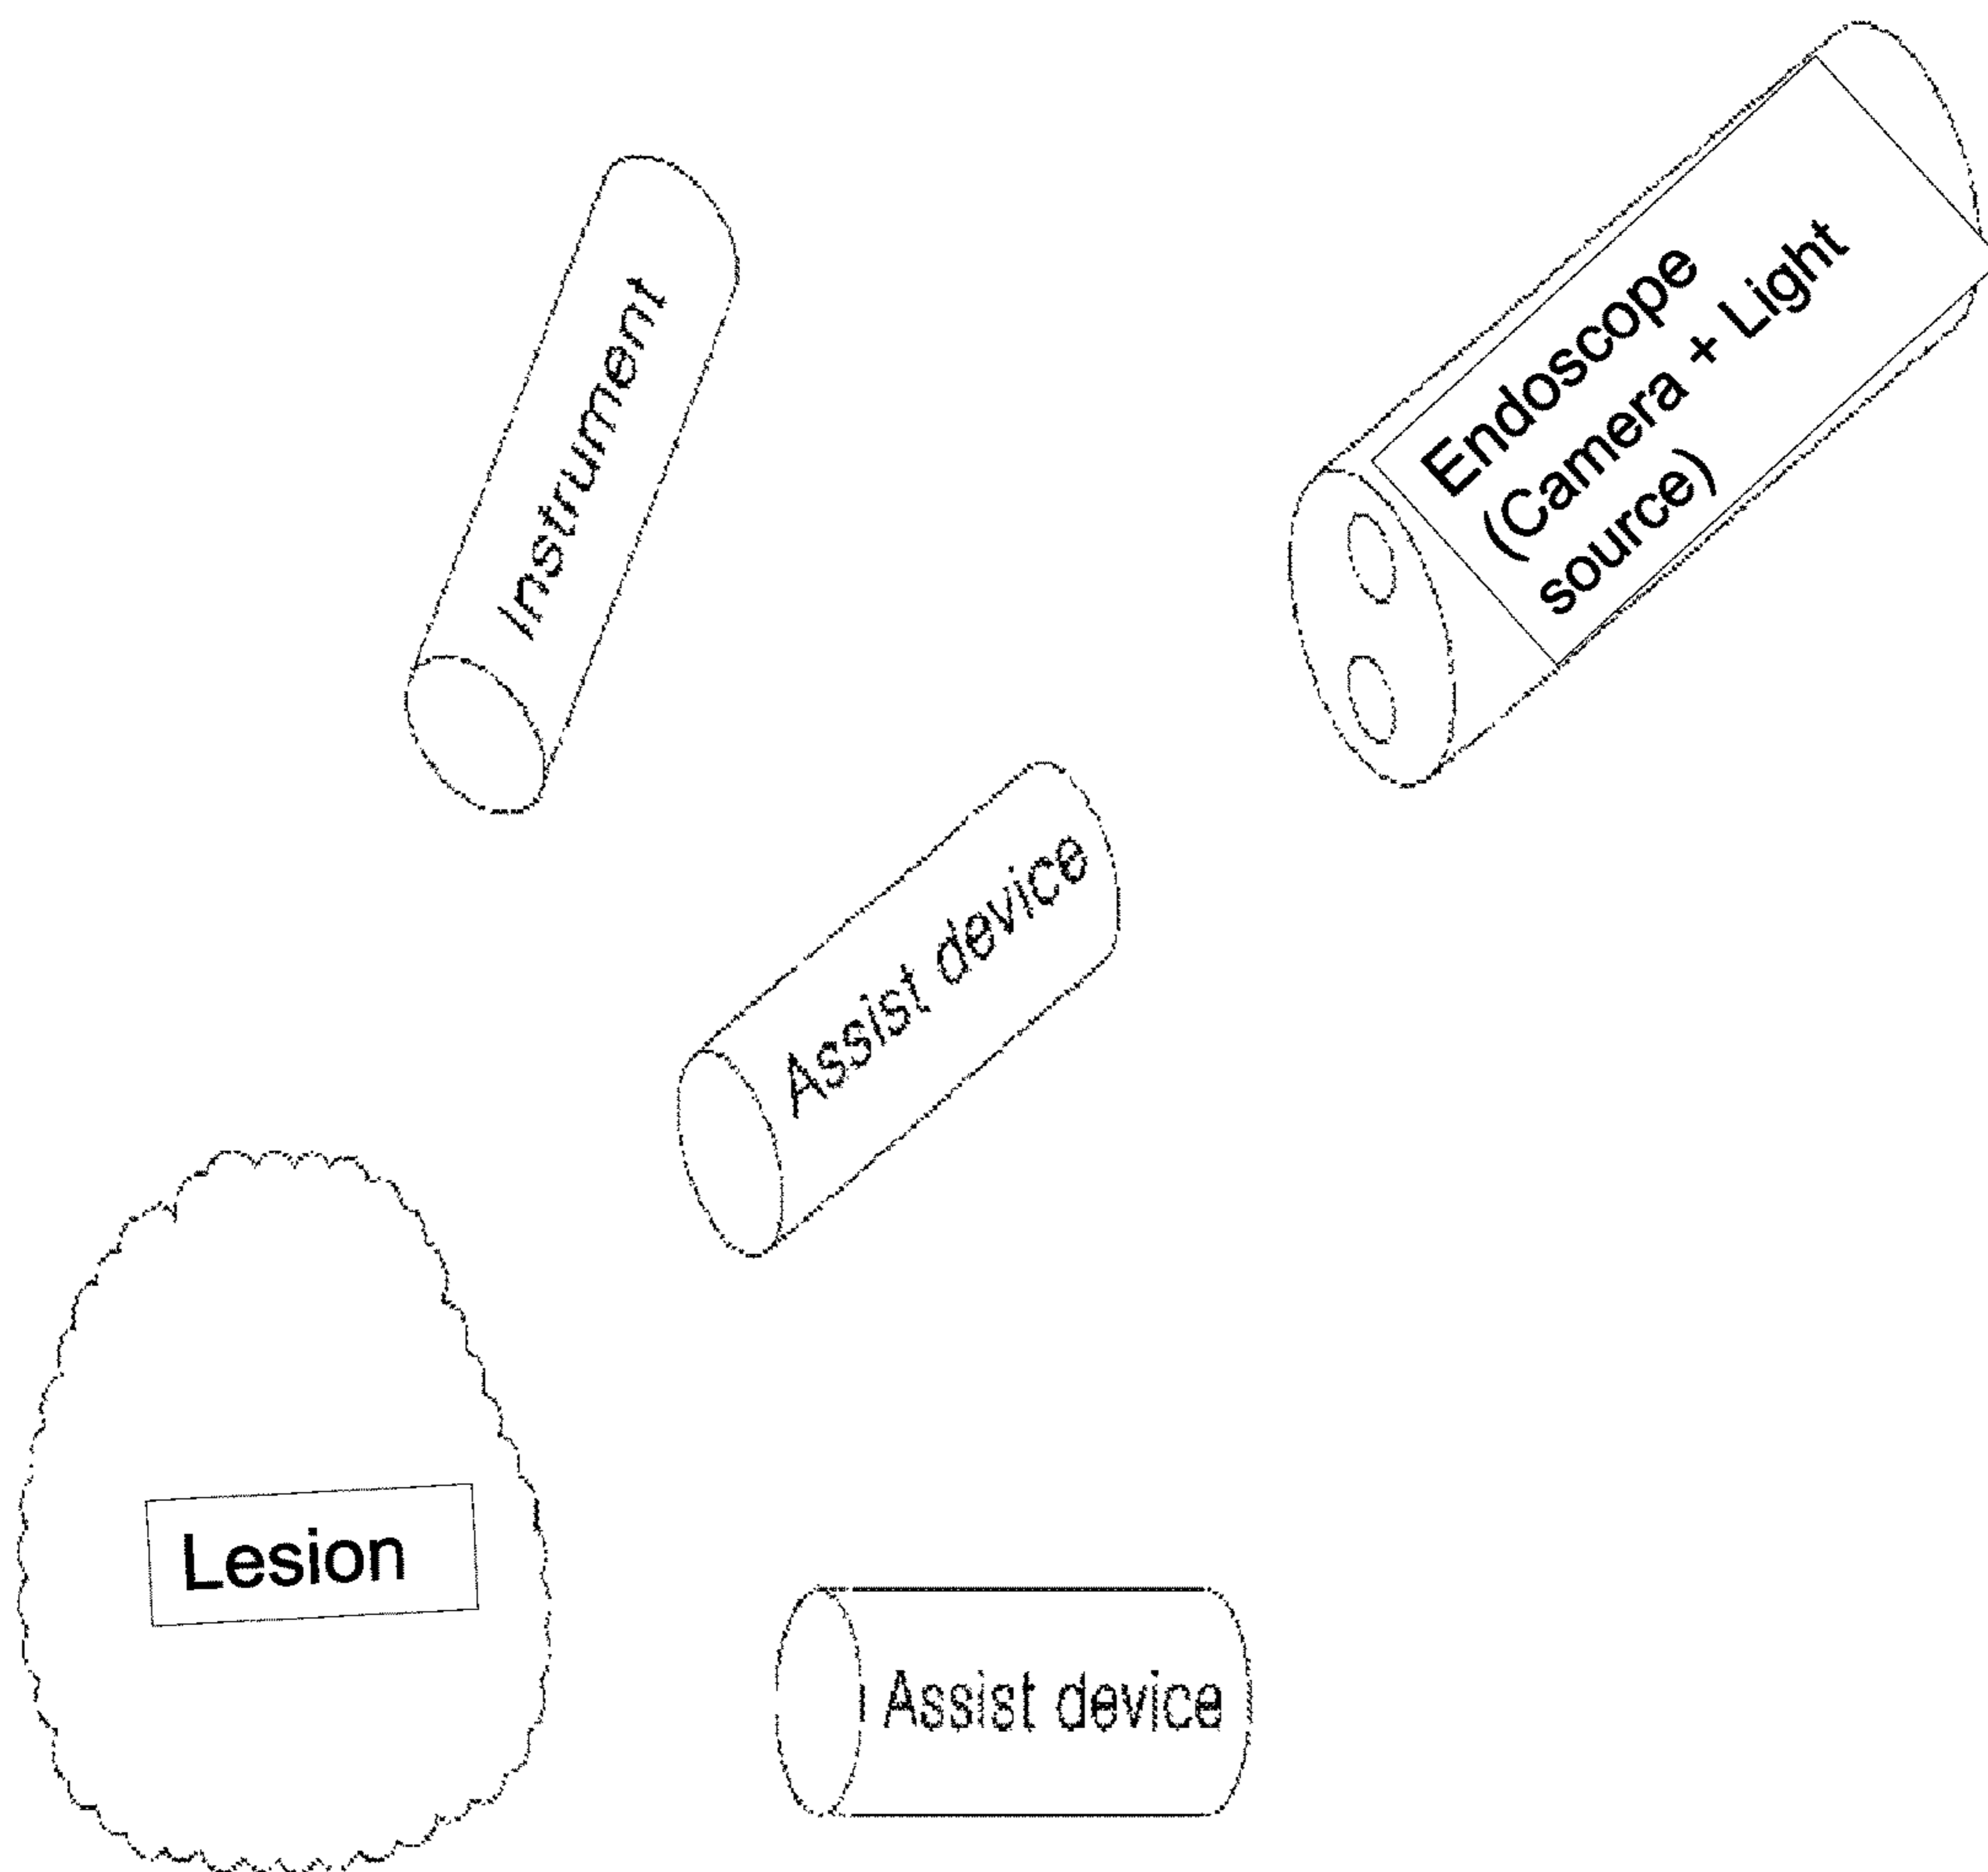 Instrument
Endoscope
(Camera + Light
source)
Assist device
Lesion
Assist device